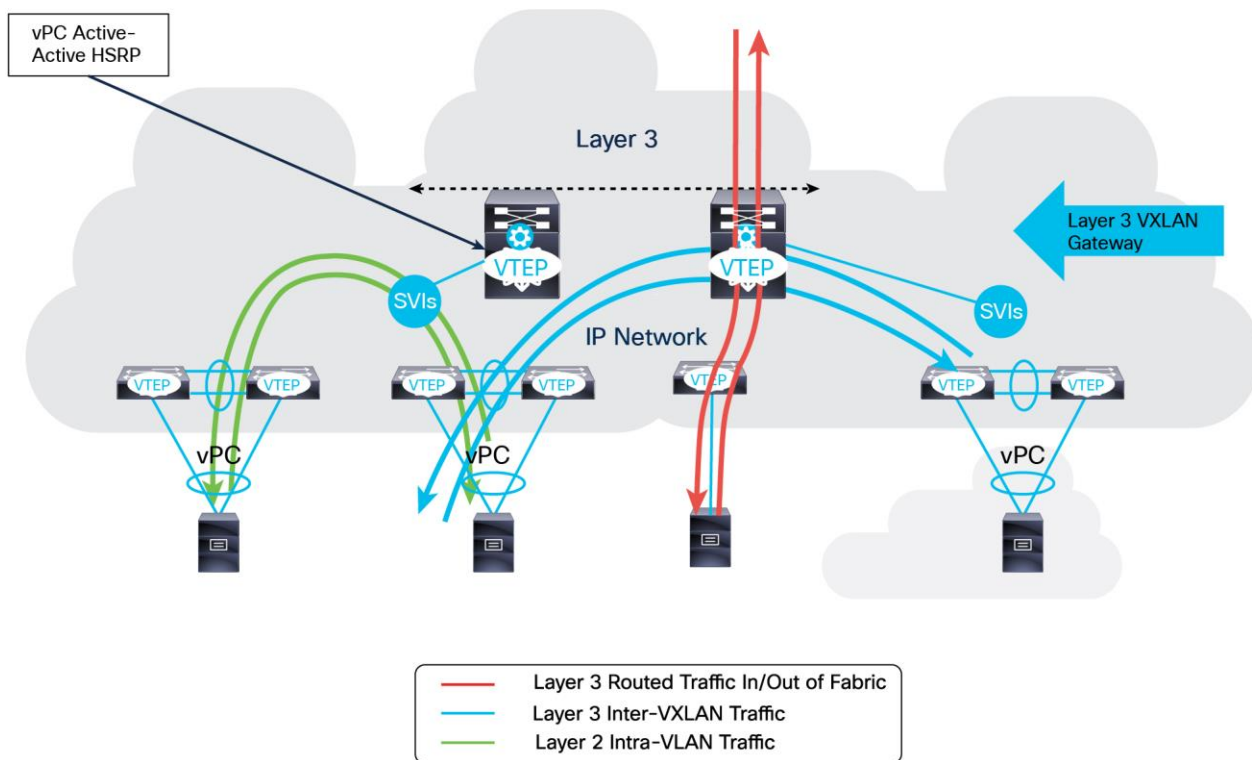 vPC Active-
Active HSRP
Layer 3
Layer 3 VXLAN
Gateway
VTEP
VTEP
SVIs
SVIs
IP Network
VTEP
VTEP
VTEP
VTEP
VTEP
VTEP
VTEP
vPC
vPC
vPC
Layer 3 Routed Traffic In/Out of Fabric
Layer 3 Inter-VXLAN Traffic
Layer 2 Intra-VLAN Traffic